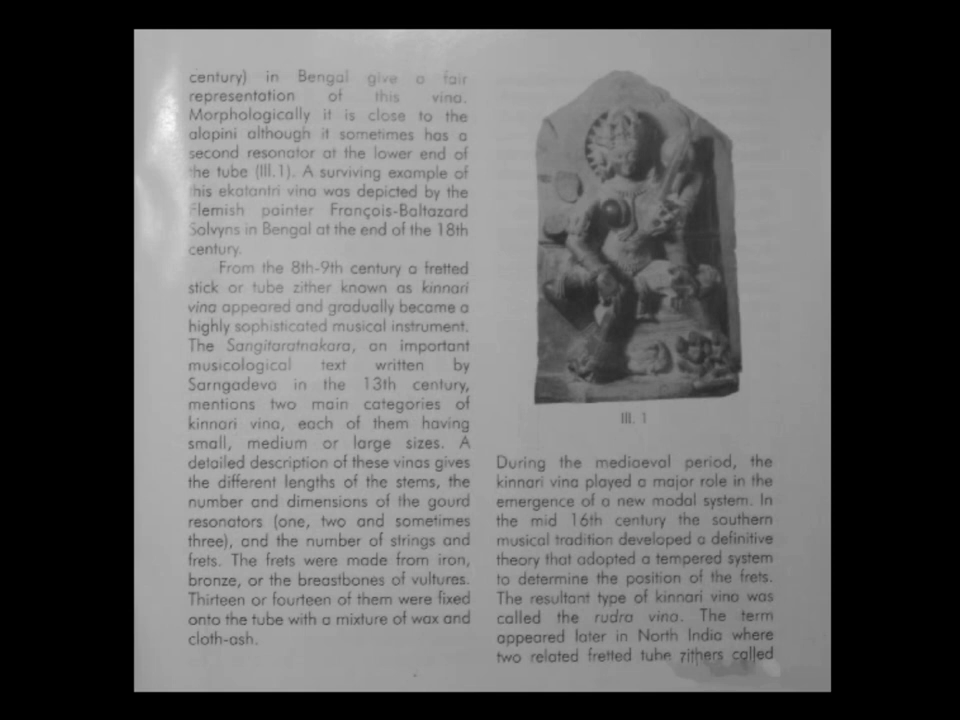 century) in Bengal give a fair
representation of this vina.
Morphologically it is close to the
alapini although it sometimes has a
second resonator at the lower end of
the tube (III.1). A surviving example of
this ekatantri vina was depicted by the
Flemish painter François-Baltazard
Solvyns in Bengal at the end of the 18th
century.
From the 8th-9th century a fretted
stick or tube zither known as kinnari
vina appeared and gradually became a
highly sophisticated musical instrument.
The Sangitaratnakara, an important
musicological text written by
Sarngadeva in the 13th century,
mentions two main categories of
kinnari vina, each of them having
small, medium or large sizes. A
detailed description of these vinas gives
the different lengths of the stems, the
number and dimensions of the gourd
resonators (one, two and sometimes
three), and the number of strings and
frets. The frets were made from iron,
bronze, or the breastbones of vultures.
Thirteen or fourteen of them were fixed
onto the tube with a mixture of wax and
cloth-ash.
III. 1
During the mediaeval period, the
kinnari vina played a major role in the
emergence of a new modal system. In
the mid 16th century the southern
musical tradition developed a definitive
theory that adopted a tempered system
to determine the position of the frets.
The resultant type of kinnari vina was
called the rudra vina. The term
appeared later in North India where
two related fretted tube zithers called